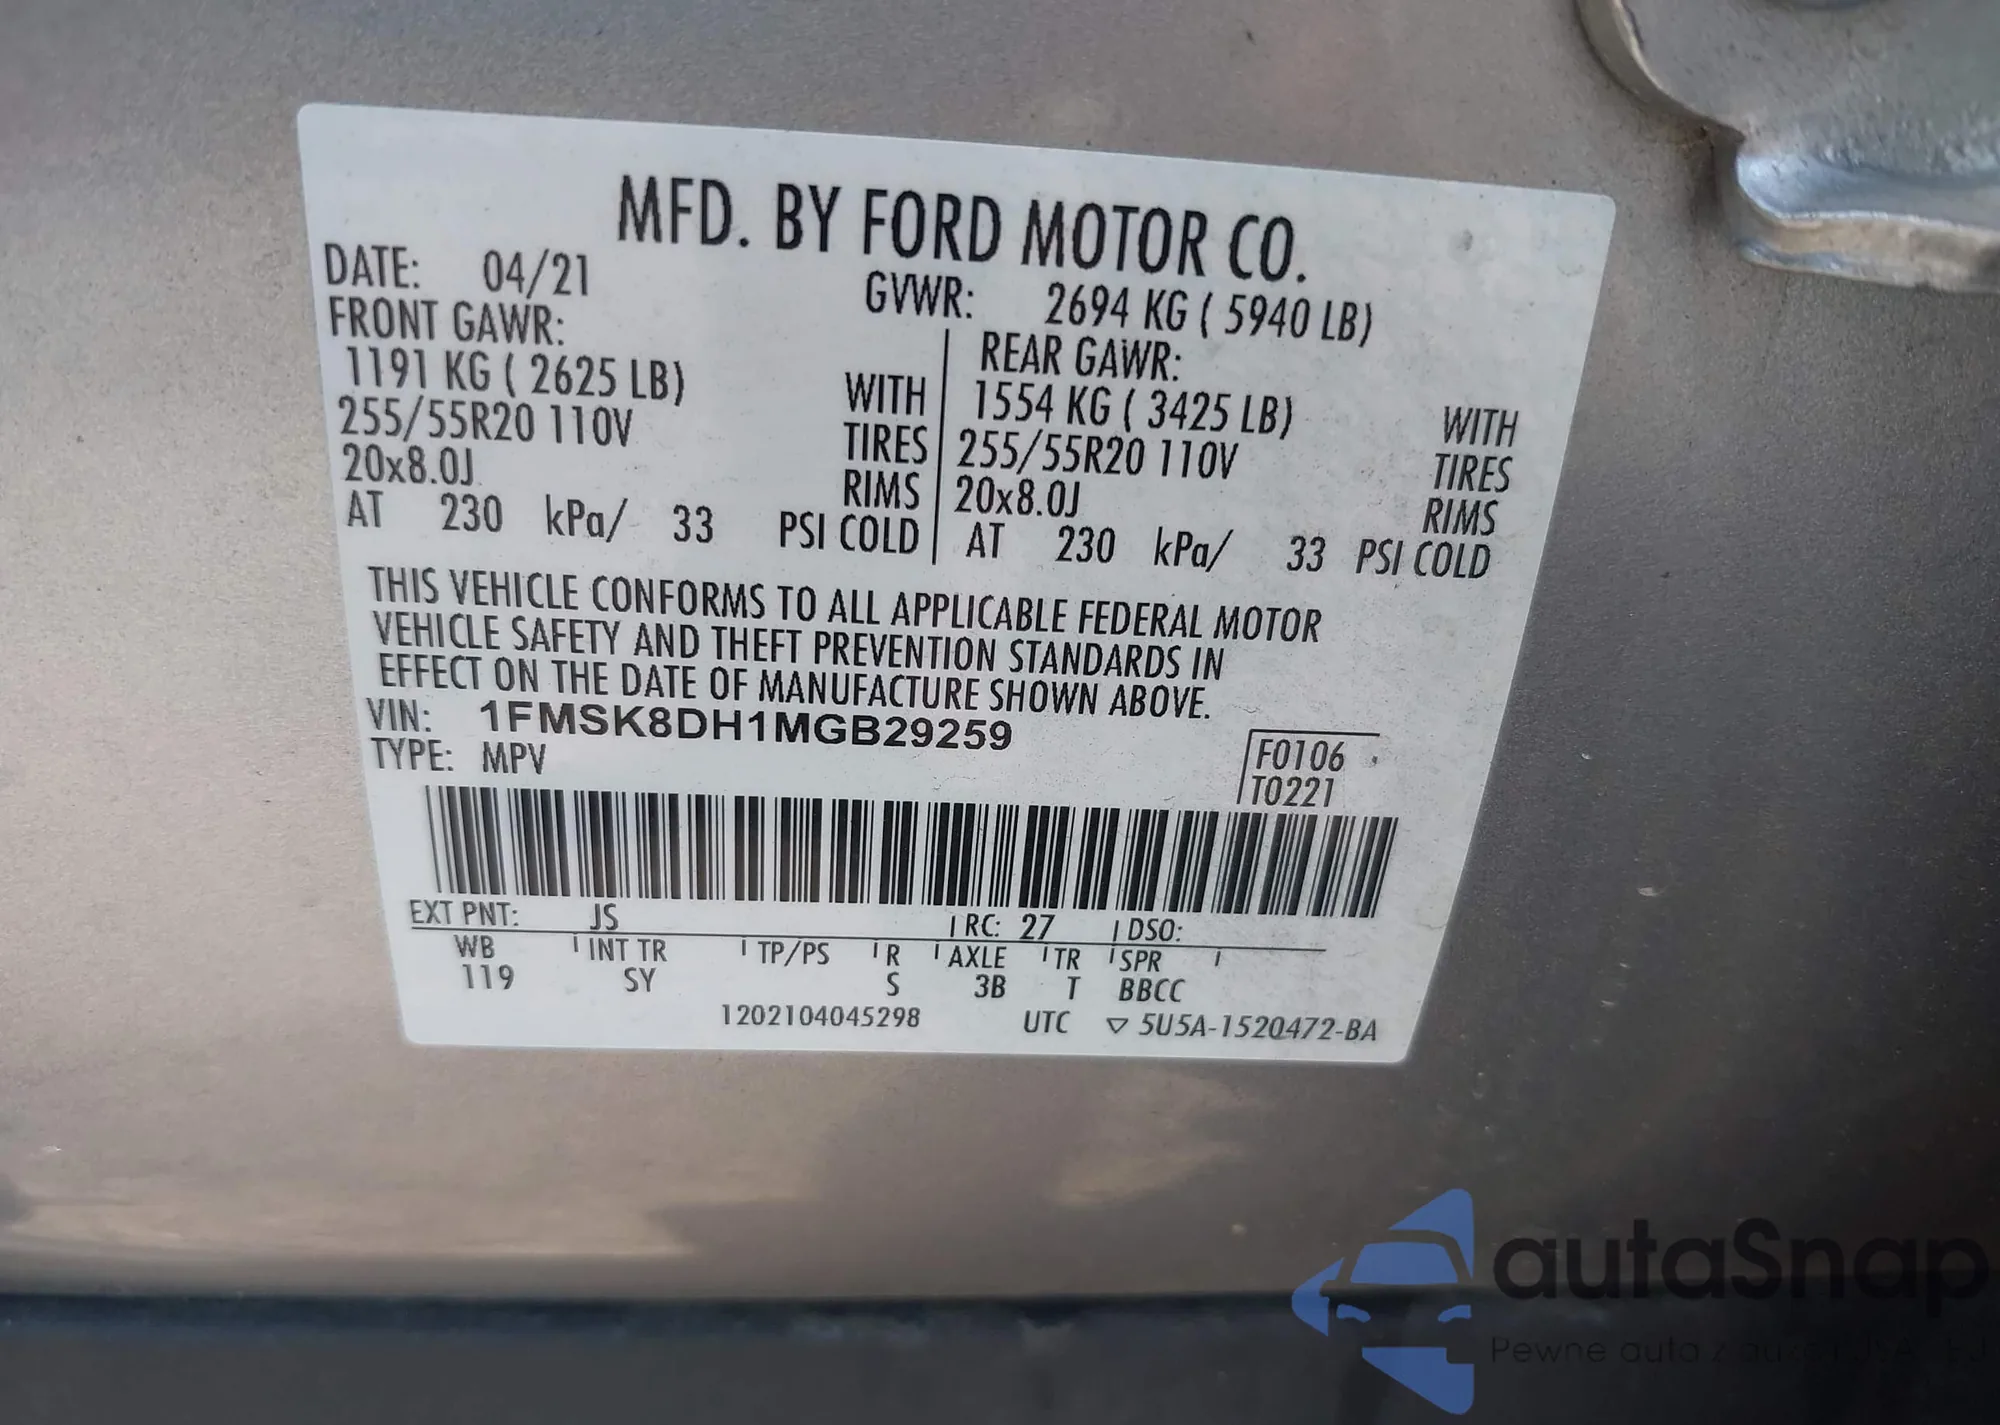 MFD. BY FORD MOTOR CO.
DATE: 04/21 GVWR: 2694 KG ( 5940 LB)
FRONT GAWR: REAR GAWR:
1191 KG ( 2625 LB) WITH 1554 KG ( 3425 LB) WITH
255/55R20 110V TIRES 255/55R20 110V TIRES
20x8.0J RIMS 20x8.0J RIMS
AT 230 kPa/ 33 PSI COLD AT 230 kPa/ 33 PSI COLD
THIS VEHICLE CONFORMS TO ALL APPLICABLE FEDERAL MOTOR
VEHICLE SAFETY AND THEFT PREVENTION STANDARDS IN
EFFECT ON THE DATE OF MANUFACTURE SHOWN ABOVE.
VIN: 1FMSK8DH1MGB29259
TYPE: MPV
F0106
T0221
EXT PNT: JS RC: 27 DSO:
WB INT TR TP/PS R AXLE TR SPR
119 SY S 3B T BBCC
1202104045298 UTC ▽ 5U5A-1520472-BA
autaSnap
Pewne auto z